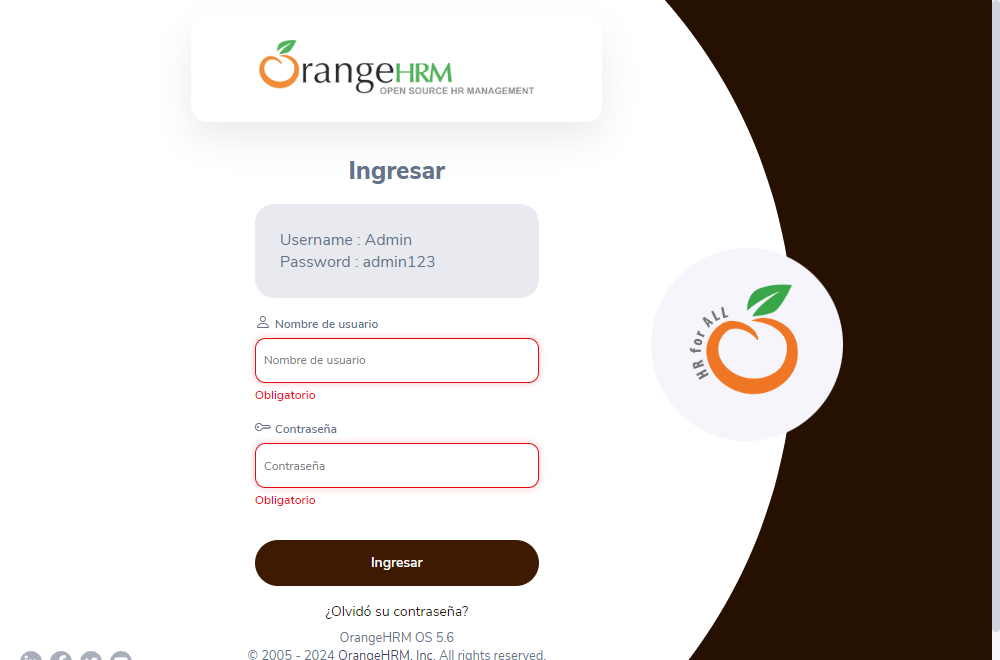 OrangeHRM
OPEN SOURCE HR MANAGEMENT
Ingresar
Username : Admin
Password : admin123
Nombre de usuario
Nombre de usuario
Obligatorio
Contraseña
Contraseña
Obligatorio
Ingresar
¿Olvidó su contraseña?
OrangeHRM OS 5.6
© 2005 - 2024 OrangeHRM, Inc. All rights reserved.
HR for ALL